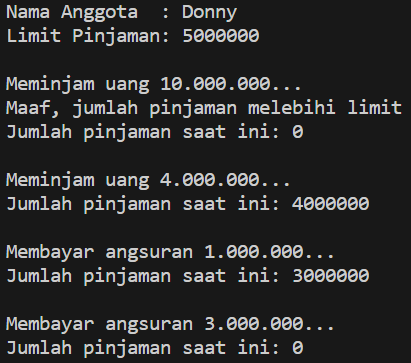 Nama Anggota  : Donny
Limit Pinjaman: 5000000
Meminjam uang 10.000.000...
Maaf, jumlah pinjaman melebihi limit
Jumlah pinjaman saat ini: 0
Meminjam uang 4.000.000...
Jumlah pinjaman saat ini: 4000000
Membayar angsuran 1.000.000...
Jumlah pinjaman saat ini: 3000000
Membayar angsuran 3.000.000...
Jumlah pinjaman saat ini: 0